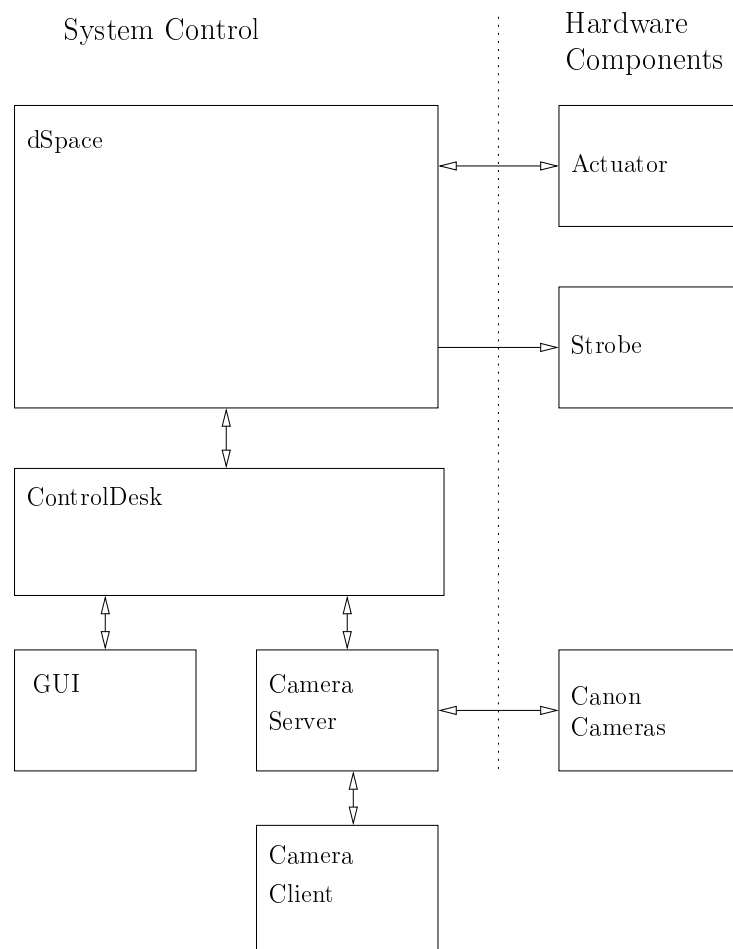 System Control
Hardware
Components
dSpace
Actuator
Strobe
ControlDesk
GUI
Camera
Server
Canon
Cameras
Camera
Client